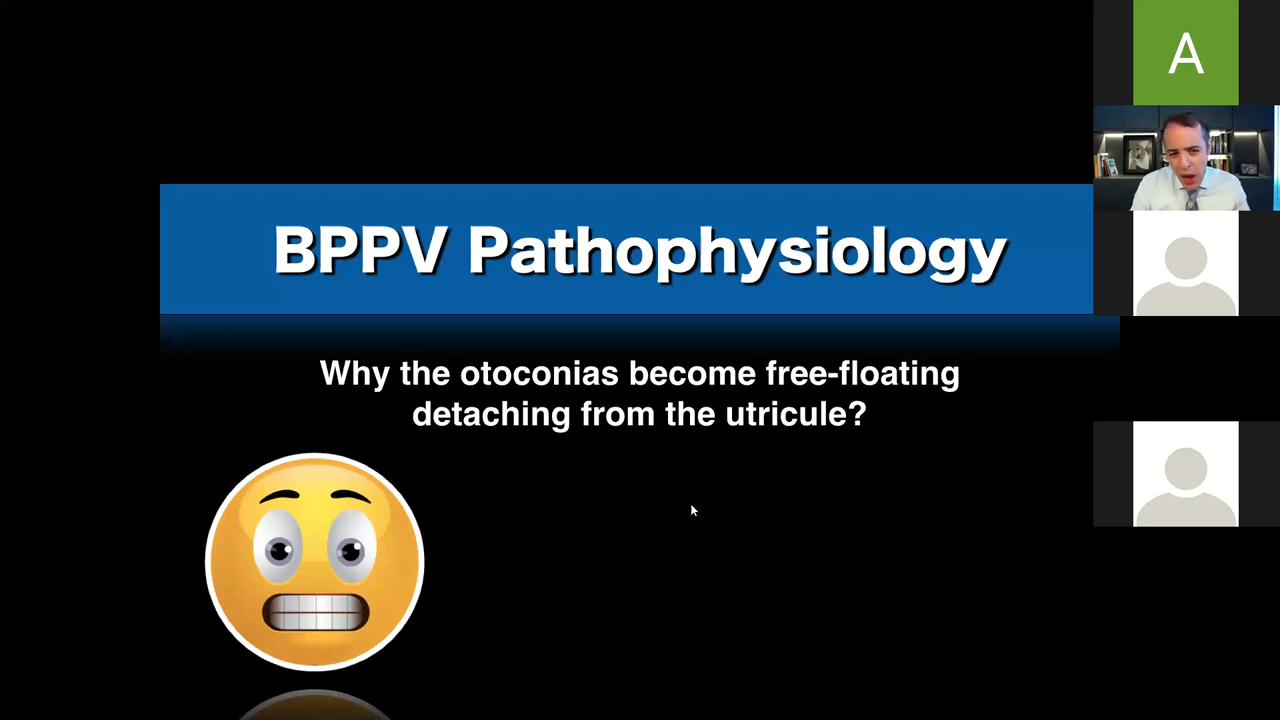 BPPV Pathophysiology
Why the otoconias become free-floating
detaching from the utricule?
A